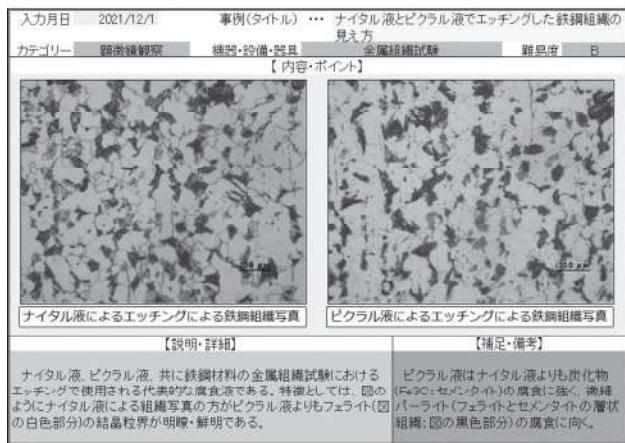 入力月日 2021/12/1 事例(タイトル) ・・・ ナイタル液とピクラル液でエッチングした鉄鋼組織の
見え方
カテゴリー 顕微鏡観察 機器・設備・器具 金属組織試験 難易度 B
【 内容・ポイント】
200 μm
200 μm
ナイタル液によるエッチングによる鉄鋼組織写真
ピクラル液によるエッチングによる鉄鋼組織写真
【説明・詳細】
ナイタル液、ピクラル液、共に鉄鋼材料の金属組織試験における
エッチングで使用される代表的な腐食液である。特徴としては、図の
ようにナイタル液による組織写真の方がピクラル液よりもフェライト(図
の白色部分)の結晶粒界が明瞭・鮮明である。
【補足・備考】
ピクラル液はナイタル液よりも炭化物
(Fe3C:セメンタイト)の腐食に強く、微細
パーライト(フェライトとセメンタイトの層状
組織:図の黒色部分)の腐食に向く。